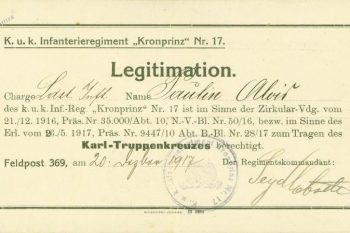 K. u. k. Infanterieregiment „Kronprinz" Nr. 17.
Legitimation.
Charge Name Paulin Alois
des k. u. k. Inf.-Reg. „Kronprinz" Nr. 17 ist im Sinne der Zirkular-Vdg. vom
21./12. 1916, Präs. Nr 35.000/Abt. 10, N.-V.-Bl. Nr. 50/16, bezw. im Sinne des
Erl. vom 26./5. 1917, Präs. Nr. 9447/10 Abt. B.-Bl. Nr. 28/17 zum Tragen des
Karl-Truppenkreuzes berechtigt.
Feldpost 369, am 20. Dezber 1917 Der Regimentskommandant: